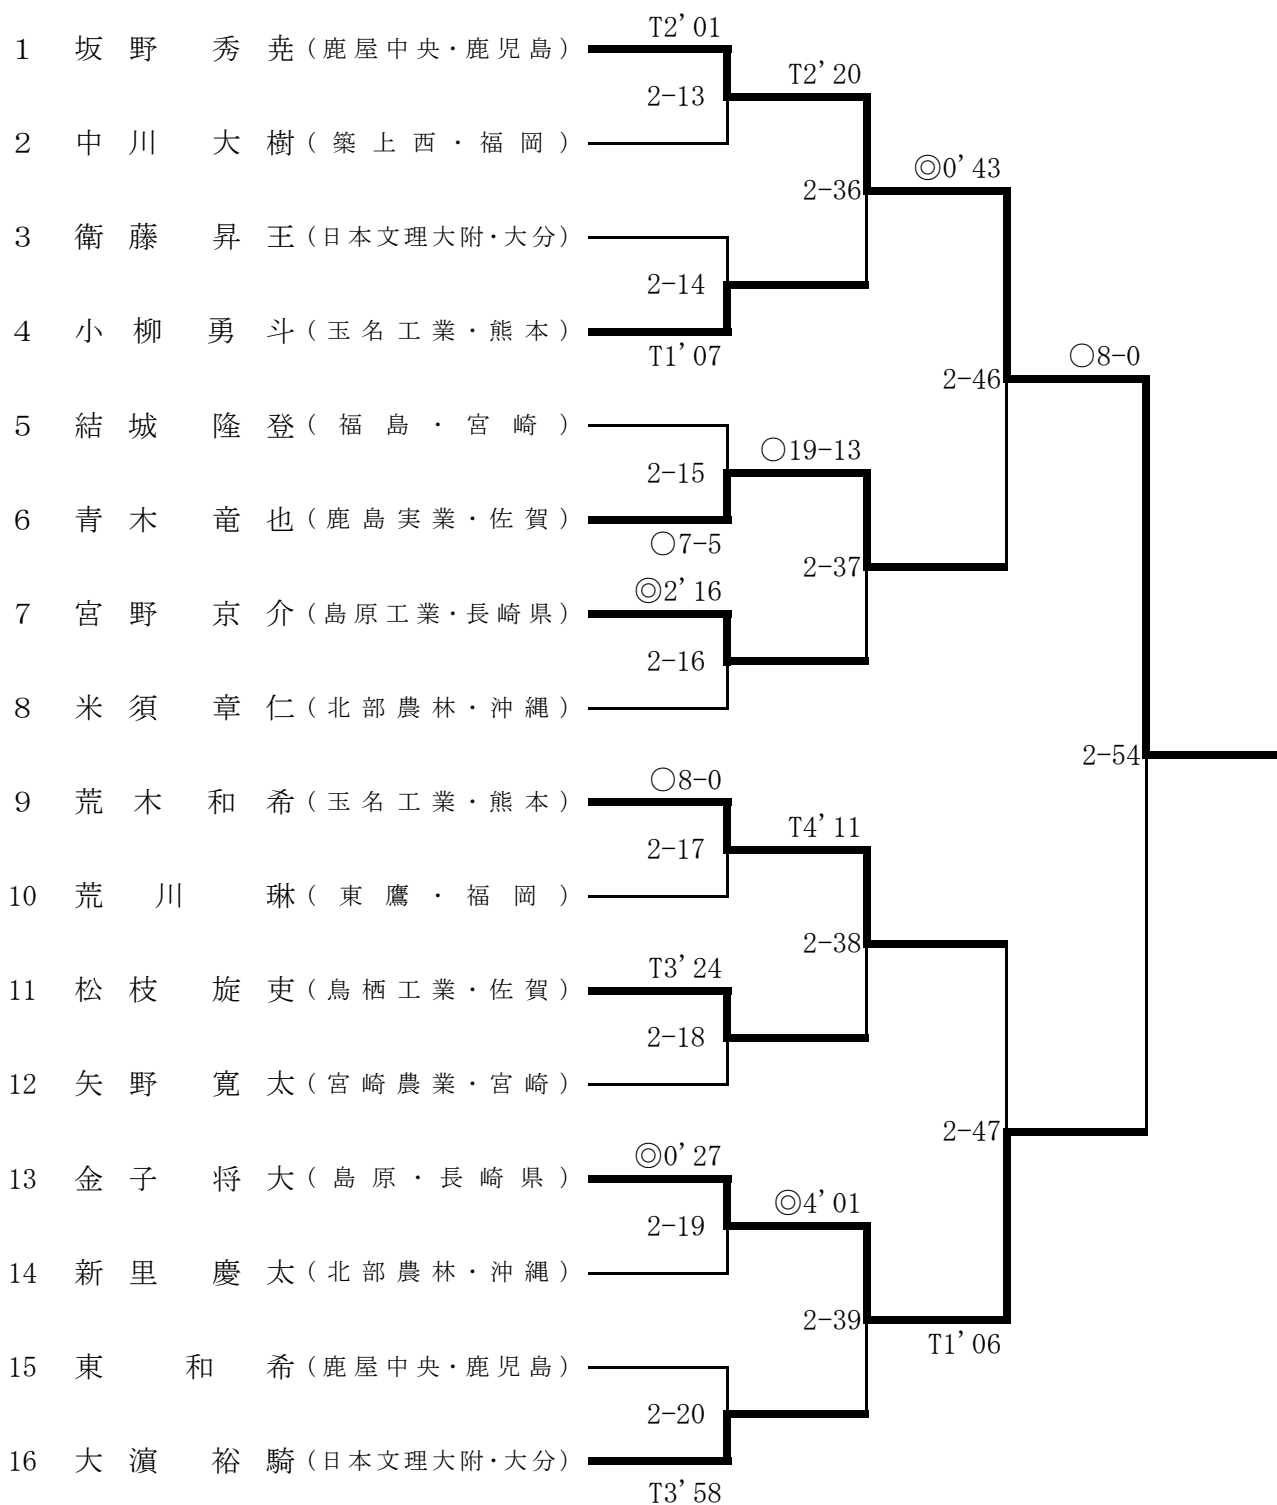 T2’01
1 坂野 秀尭(鹿屋中央・鹿児島)
T2’20
2-13
2 中川 大樹(築上西・福岡)
◎0’43
2-36
3 衛藤 昇王(日本文理大附・大分)
2-14
4 小柳 勇斗(玉名工業・熊本)
T1’07
○8-0
2-46
5 結城 隆登(福島・宮崎)
○19-13
2-15
6 青木 竜也(鹿島実業・佐賀)
○7-5
2-37
◎2’16
7 宮野 京介(島原工業・長崎県)
2-16
8 米須 章仁(北部農林・沖縄)
2-54
○8-0
9 荒木 和希(玉名工業・熊本)
T4’11
2-17
10 荒川 琳(東鷹・福岡)
2-38
T3’24
11 松枝 旋吏(鳥栖工業・佐賀)
2-18
12 矢野 寛太(宮崎農業・宮崎)
2-47
◎0’27
13 金子 将大(島原・長崎県)
◎4’01
2-19
14 新里 慶太(北部農林・沖縄)
2-39
T1’06
15 東 和希(鹿屋中央・鹿児島)
2-20
16 大濵 裕騎(日本文理大附・大分)
T3’58